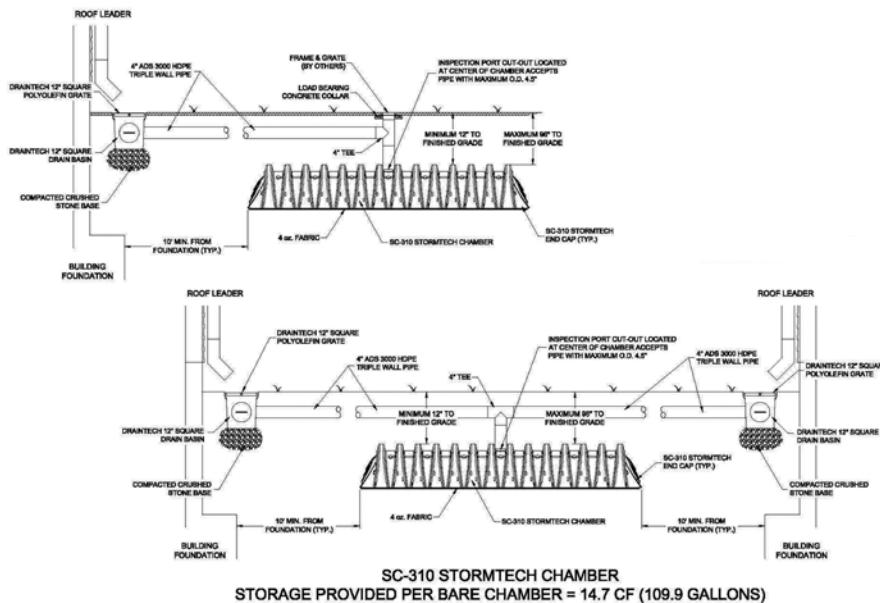 ROOF LEADER
DRAINTECH 12" SQUARE
POLYOLEFIN GRATE
4" ADS 3000 HDPE
TRIPLE WALL PIPE
FRAME & GRATE
(BY OTHERS)
LOAD BEARING
CONCRETE COLLAR
INSPECTION PORT CUT-OUT LOCATED
AT CENTER OF CHAMBER ACCEPTS
PIPE WITH MAXIMUM O.D. 4.5"
DRAINTECH 12" SQUARE
DRAIN BASIN
COMPACTED CRUSHED
STONE BASE
4" TEE
MINIMUM 12" TO
FINISHED GRADE
MAXIMUM 96" TO
FINISHED GRADE
10' MIN. FROM
FOUNDATION (TYP.)
4 oz. FABRIC
SC-310 STORMTECH CHAMBER
SC-310 STORMTECH
END CAP (TYP.)
BUILDING
FOUNDATION
ROOF LEADER
ROOF LEADER
DRAINTECH 12" SQUARE
POLYOLEFIN GRATE
4" ADS 3000 HDPE
TRIPLE WALL PIPE
4" TEE
INSPECTION PORT CUT-OUT LOCATED
AT CENTER OF CHAMBER ACCEPTS
PIPE WITH MAXIMUM O.D. 4.5"
4" ADS 3000 HDPE
TRIPLE WALL PIPE
DRAINTECH 12" SQUA
POLYOLEFIN GRATE
DRAINTECH 12" SQUARE
DRAIN BASIN
MINIMUM 12" TO
FINISHED GRADE
MAXIMUM 96" TO
FINISHED GRADE
DRAINTECH 12" SQUARE
DRAIN BASIN
COMPACTED CRUSHED
STONE BASE
SC-310 STORMTECH
END CAP (TYP.)
COMPACTED CRUSHED
STONE BASE
10' MIN. FROM
FOUNDATION (TYP.)
4 oz. FABRIC
SC-310 STORMTECH CHAMBER
10' MIN. FROM
FOUNDATION (TYP.)
BUILDING
FOUNDATION
BUILDING
FOUNDATION
SC-310 STORMTECH CHAMBER
STORAGE PROVIDED PER BARE CHAMBER = 14.7 CF (109.9 GALLONS)